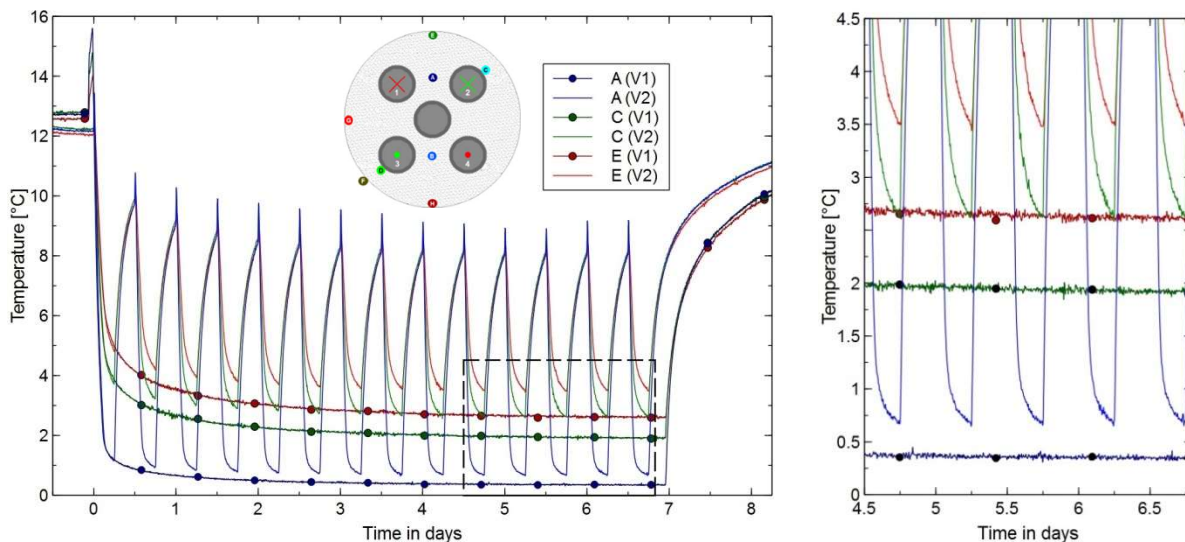 16
14
12
10
8
6
4
2
0
Temperature [°C]
0
1
2
3
4
5
6
7
8
Time in days
E
A
C
1
2
G
3
4
B
D
F
H
A (V1)
A (V2)
C (V1)
C (V2)
E (V1)
E (V2)
4.5
4
3.5
3
2.5
2
1.5
1
0.5
0
Temperature [°C]
4.5
5
5.5
6
6.5
Time in days